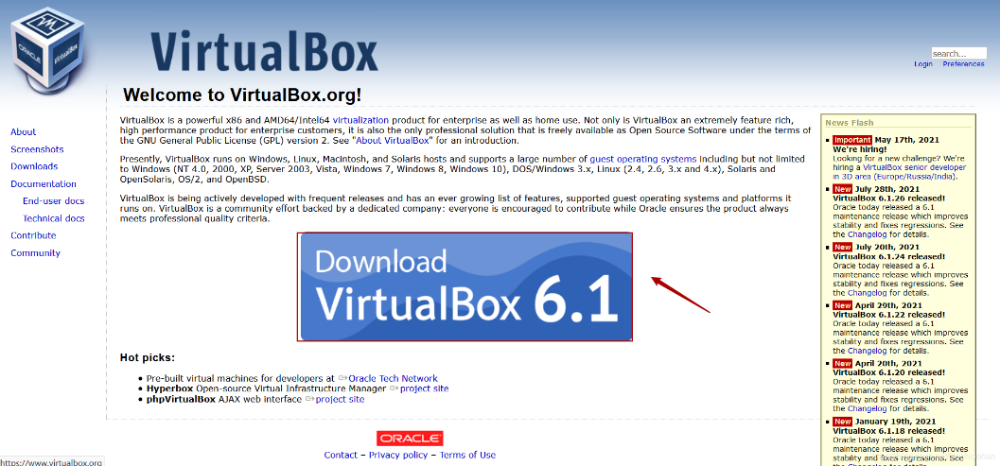 ORACLE
VirtualBox
VirtualBox
search...
Login Preferences
Welcome to VirtualBox.org!
About
Screenshots
Downloads
Documentation
End-user docs
Technical docs
Contribute
Community
VirtualBox is a powerful x86 and AMD64/Intel64 virtualization product for enterprise as well as home use. Not only is VirtualBox an extremely feature rich,
high performance product for enterprise customers, it is also the only professional solution that is freely available as Open Source Software under the terms of
the GNU General Public License (GPL) version 2. See "About VirtualBox" for an introduction.
Presently, VirtualBox runs on Windows, Linux, Macintosh, and Solaris hosts and supports a large number of guest operating systems including but not limited
to Windows (NT 4.0, 2000, XP, Server 2003, Vista, Windows 7, Windows 8, Windows 10), DOS/Windows 3.x, Linux (2.4, 2.6, 3.x and 4.x), Solaris and
OpenSolaris, OS/2, and OpenBSD.
VirtualBox is being actively developed with frequent releases and has an ever growing list of features, supported guest operating systems and platforms it
runs on. VirtualBox is a community effort backed by a dedicated company: everyone is encouraged to contribute while Oracle ensures the product always
meets professional quality criteria.
Download
VirtualBox 6.1
Hot picks:
Pre-built virtual machines for developers at Oracle Tech Network
Hyperbox Open-source Virtual Infrastructure Manager project site
phpVirtualBox AJAX web interface project site
News Flash
Important May 17th, 2021
We're hiring!
Looking for a new challenge? We're
hiring a VirtualBox senior developer
in 3D area (Europe/Russia/India).
New July 28th, 2021
VirtualBox 6.1.26 released!
Oracle today released a 6.1
maintenance release which improves
stability and fixes regressions. See
the Changelog for details.
New July 20th, 2021
VirtualBox 6.1.24 released!
Oracle today released a 6.1
maintenance release which improves
stability and fixes regressions. See
the Changelog for details.
New April 29th, 2021
VirtualBox 6.1.22 released!
Oracle today released a 6.1
maintenance release which improves
stability and fixes regressions. See
the Changelog for details.
New April 20th, 2021
VirtualBox 6.1.20 released!
Oracle today released a 6.1
maintenance release which improves
stability and fixes regressions. See
the Changelog for details.
New January 19th, 2021
VirtualBox 6.1.18 released!
Oracle today released a 6.1
maintenance release which improves
stability and fixes regressions. See
ORACLE
Contact – Privacy policy – Terms of Use
https://www.virtualbox.org